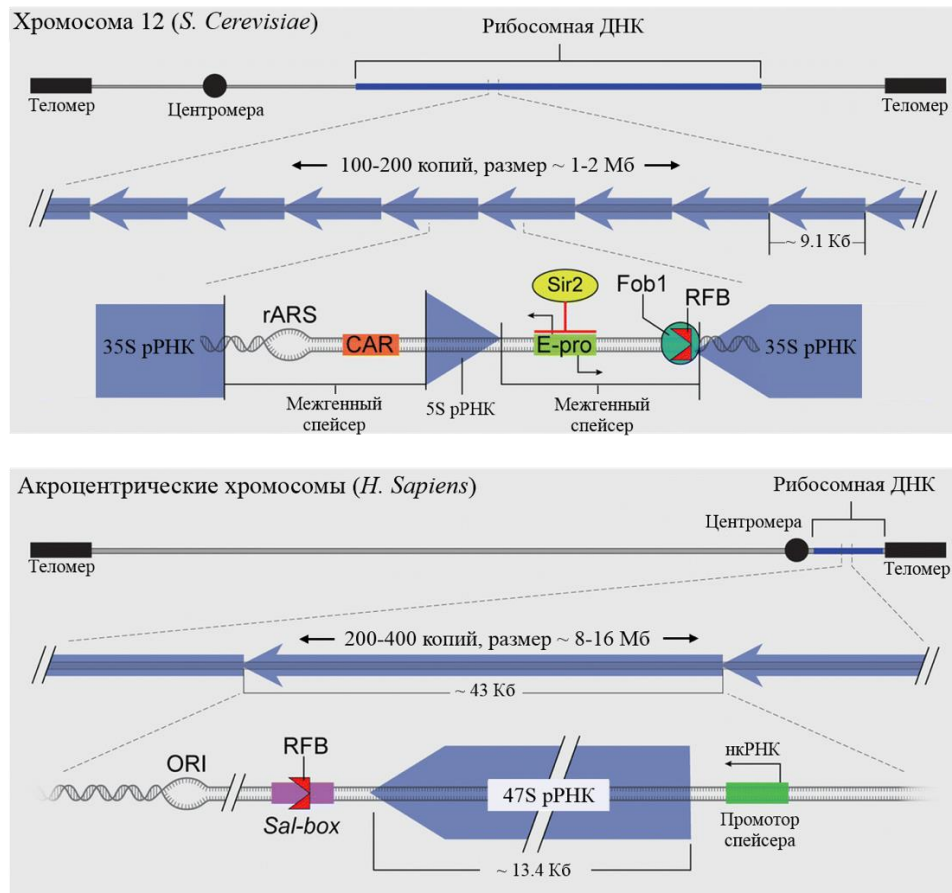 Хромосома 12 (S. Cerevisiae)
Рибосомная ДНК
Теломер
Центромера
Теломер
100-200 копий, размер ~ 1-2 Мб
~ 9.1 Кб
Sir2
Fob1
RFB
rARS
35S рРНК
CAR
E-pro
35S рРНК
Межгенный
спейсер
5S рРНК
Межгенный
спейсер
Акроцентрические хромосомы (H. Sapiens)
Рибосомная ДНК
Центромера
Теломер
Теломер
200-400 копий, размер ~ 8-16 Мб
~ 43 Кб
ORI
RFB
нкРНК
47S рРНК
Sal-box
Промотор
спейсера
~ 13.4 Кб